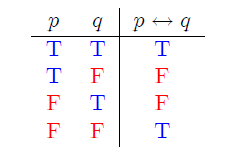 p q p ↔ q
T T T
T F F
F T F
F F T